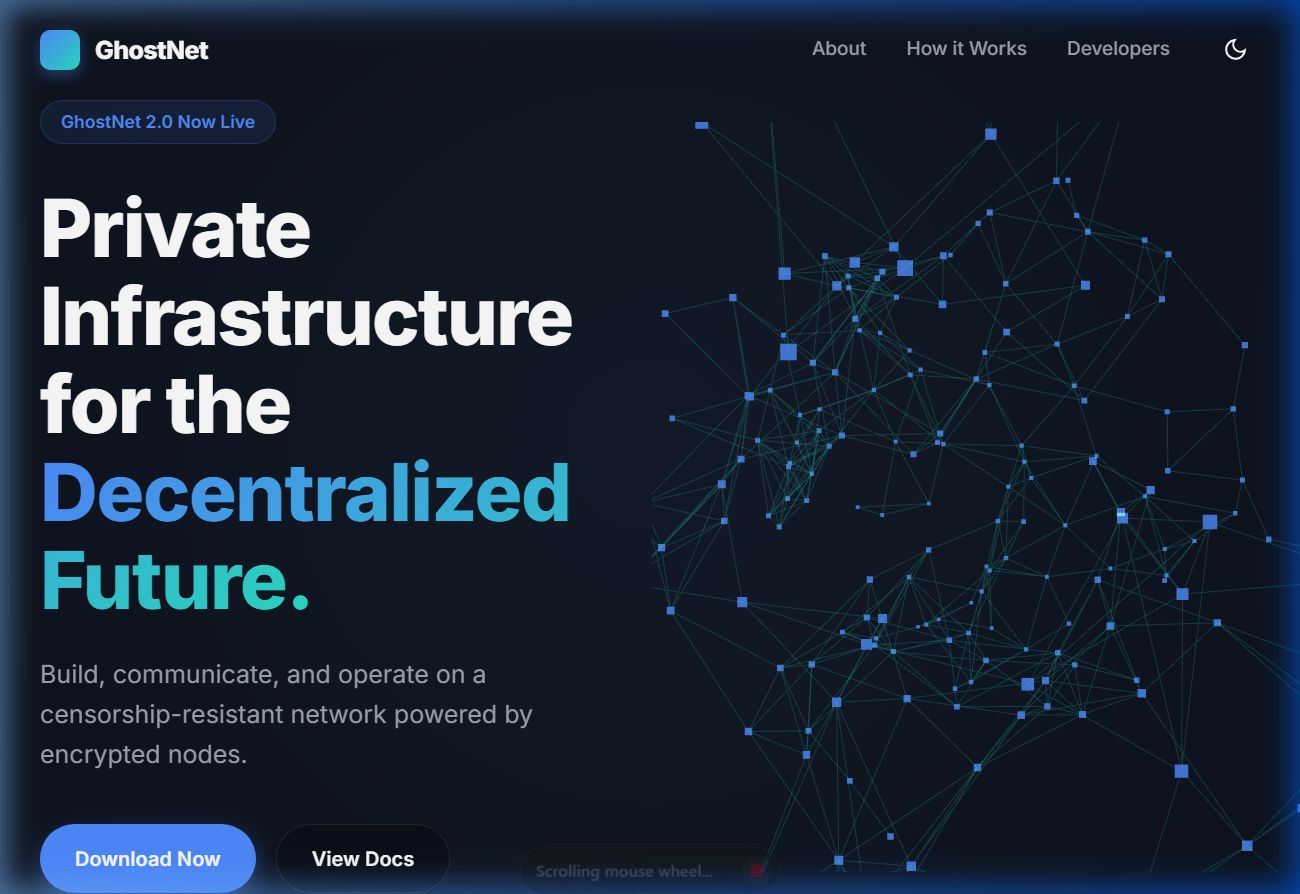 GhostNet
About
How it Works
Developers
GhostNet 2.0 Now Live
Private
Infrastructure
for the
Decentralized
Future.
Build, communicate, and operate on a
censorship-resistant network powered by
encrypted nodes.
Download Now
View Docs
Scrolling mouse wheel...